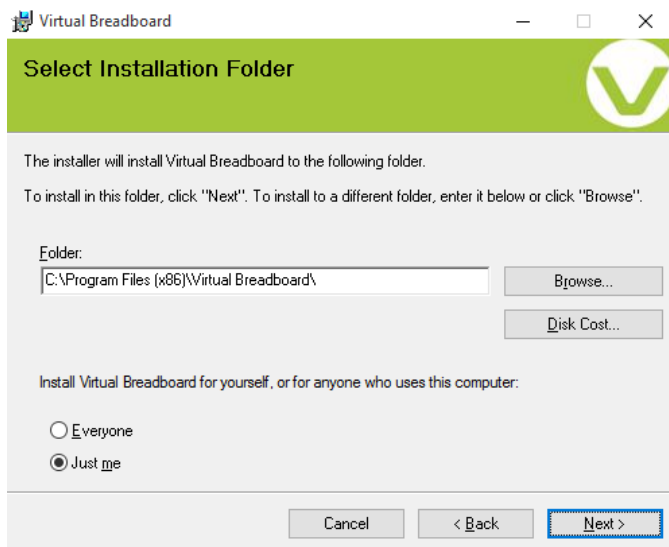 Virtual Breadboard
Select Installation Folder
The installer will install Virtual Breadboard to the following folder.
To install in this folder, click "Next". To install to a different folder, enter it below or click "Browse".
Folder:
C:\Program Files (x86)\Virtual Breadboard\
Browse...
Disk Cost...
Install Virtual Breadboard for yourself, or for anyone who uses this computer:
Everyone
Just me
Cancel
< Back
Next >